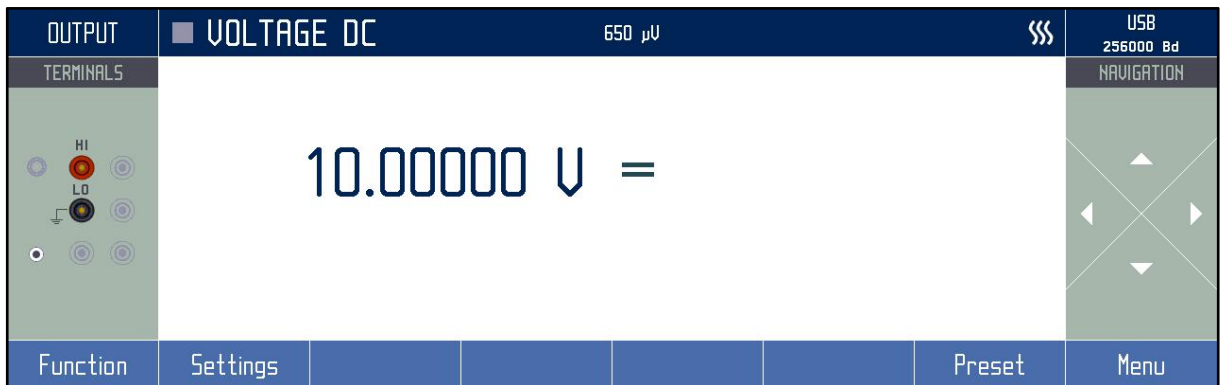 OUTPUT
VOLTAGE DC
650 µV
USB
256000 Bd
TERMINALS
NAVIGATION
HI
LO
10.00000 V =
Function
Settings
Preset
Menu